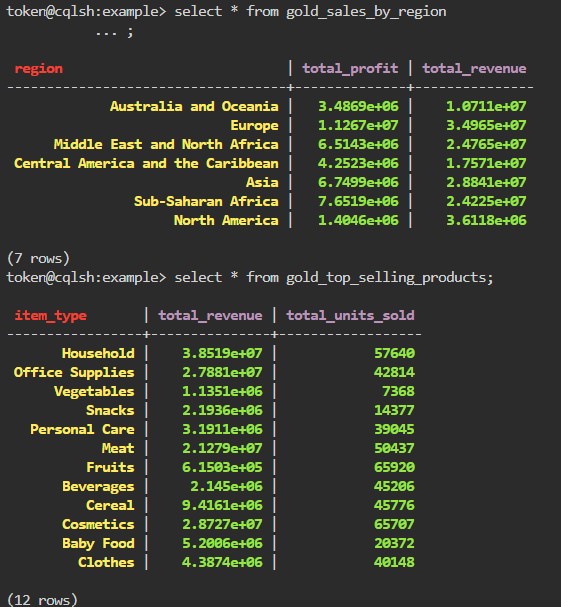 token@cqlsh:example> select * from gold_sales_by_region
... ;
region | total_profit | total_revenue
---------------------------------+--------------+---------------
Australia and Oceania | 3.4869e+06 | 1.0711e+07
Europe | 1.1267e+07 | 3.4965e+07
Middle East and North Africa | 6.5143e+06 | 2.4765e+07
Central America and the Caribbean | 4.2523e+06 | 1.7571e+07
Asia | 6.7499e+06 | 2.8841e+07
Sub-Saharan Africa | 7.6519e+06 | 2.4225e+07
North America | 1.4046e+06 | 3.6118e+06
(7 rows)
token@cqlsh:example> select * from gold_top_selling_products;
item_type | total_revenue | total_units_sold
-----------------+---------------+------------------
Household | 3.8519e+07 | 57640
Office Supplies | 2.7881e+07 | 42814
Vegetables | 1.1351e+06 | 7368
Snacks | 2.1936e+06 | 14377
Personal Care | 3.1911e+06 | 39045
Meat | 2.1279e+07 | 50437
Fruits | 6.1503e+05 | 65920
Beverages | 2.145e+06 | 45206
Cereal | 9.4161e+06 | 45776
Cosmetics | 2.8727e+07 | 65707
Baby Food | 5.2006e+06 | 20372
Clothes | 4.3874e+06 | 40148
(12 rows)